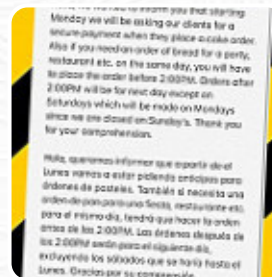 that starting
Monday we will be asking our clients for a
secure payment when they place a cake order.
Also if you need an order of bread for a party,
restaurant etc. on the same day, you will have
to place the order before 2:00PM. Orders after
2:00PM will be for next day except on
Saturdays which will be made on Mondays
since we are closed on Sunday's. Thank you
for your comprehension.
Hola, queremos informar que a partir de el
Lunes vamos a estar pidiendo anticipos para
órdenes de pasteles. También si necesita una
orden de pan para una fiesta, restaurante etc.
para el mismo día, tendrá que hacer la orden
antes de las 2:00PM. Las órdenes después de
las 2:00PM serán para el siguiente día,
excluyendo los sábados que se harán hasta el
Lunes. Gracias por su comprensión